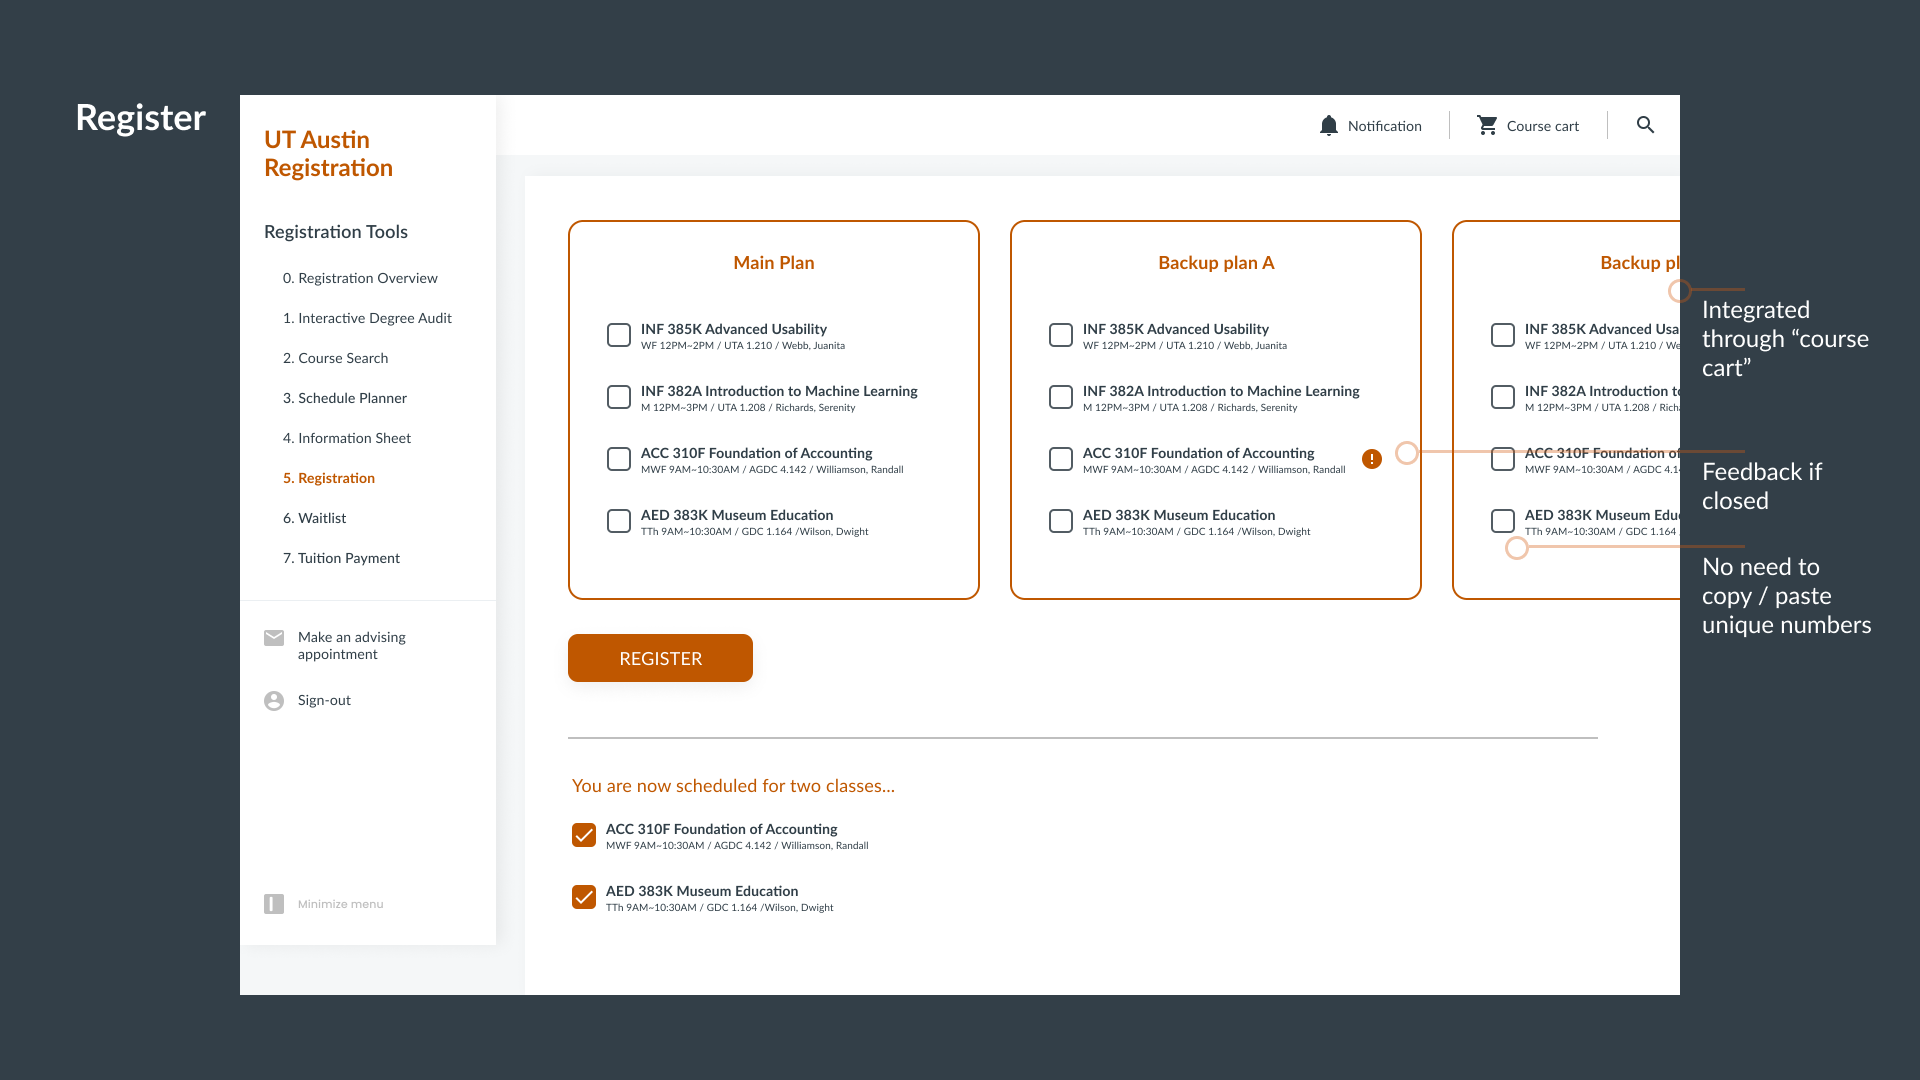 Register
UT Austin
Registration
Registration Tools
0. Registration Overview
1. Interactive Degree Audit
2. Course Search
3. Schedule Planner
4. Information Sheet
5. Registration
6. Waitlist
7. Tuition Payment
Make an advising
appointment
Sign-out
Minimize menu
Notification
Course cart
Main Plan
INF 385K Advanced Usability
WF 12PM~2PM / UTA 1.210 / Webb, Juanita
INF 382A Introduction to Machine Learning
M 12PM~3PM / UTA 1.208 / Richards, Serenity
ACC 310F Foundation of Accounting
MWF 9AM~10:30AM / AGDC 4.142 / Williamson, Randall
AED 383K Museum Education
TTh 9AM~10:30AM / GDC 1.164 /Wilson, Dwight
Backup plan A
INF 385K Advanced Usability
WF 12PM~2PM / UTA 1.210 / Webb, Juanita
INF 382A Introduction to Machine Learning
M 12PM~3PM / UTA 1.208 / Richards, Serenity
ACC 310F Foundation of Accounting
MWF 9AM~10:30AM / AGDC 4.142 / Williamson, Randall
!
AED 383K Museum Education
TTh 9AM~10:30AM / GDC 1.164 /Wilson, Dwight
Backup pl
INF 385K Advanced Usa
WF 12PM~2PM / UTA 1.210 / We
INF 382A Introduction to
M 12PM~3PM / UTA 1.208 / Rich
ACC 310F Foundation of
MWF 9AM~10:30AM / AGDC 4.14
AED 383K Museum Educ
TTh 9AM~10:30AM / GDC 1.164
REGISTER
You are now scheduled for two classes...
ACC 310F Foundation of Accounting
MWF 9AM~10:30AM / AGDC 4.142 / Williamson, Randall
AED 383K Museum Education
TTh 9AM~10:30AM / GDC 1.164 /Wilson, Dwight
Integrated
through “course
cart”
Feedback if
closed
No need to
copy / paste
unique numbers